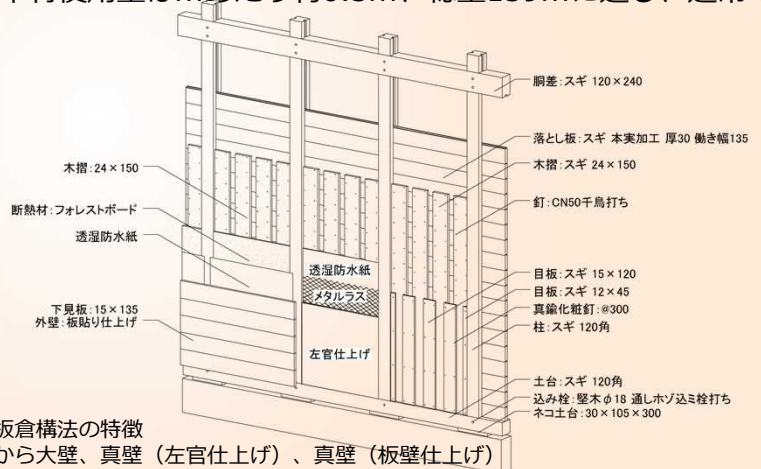 胴差:スギ 120×240
落とし板:スギ 本実加工 厚30 働き幅135
木摺:24×150
木摺:スギ 24×150
釘:CN50千鳥打ち
断熱材:フォレストボード
透湿防水紙
透湿防水紙
メタルラス
目板:スギ 15×120
目板:スギ 12×45
真鍮化粧釘:@300
柱:スギ 120角
下見板:15×135
外壁:板貼り仕上げ
左官仕上げ
土台:スギ 120角
込み栓:堅木φ18 通しホゾ込ミ栓打ち
ネコ土台:30×105×300
板倉構法の特徴
から大壁、真壁（左官仕上げ）、真壁（板壁仕上げ）